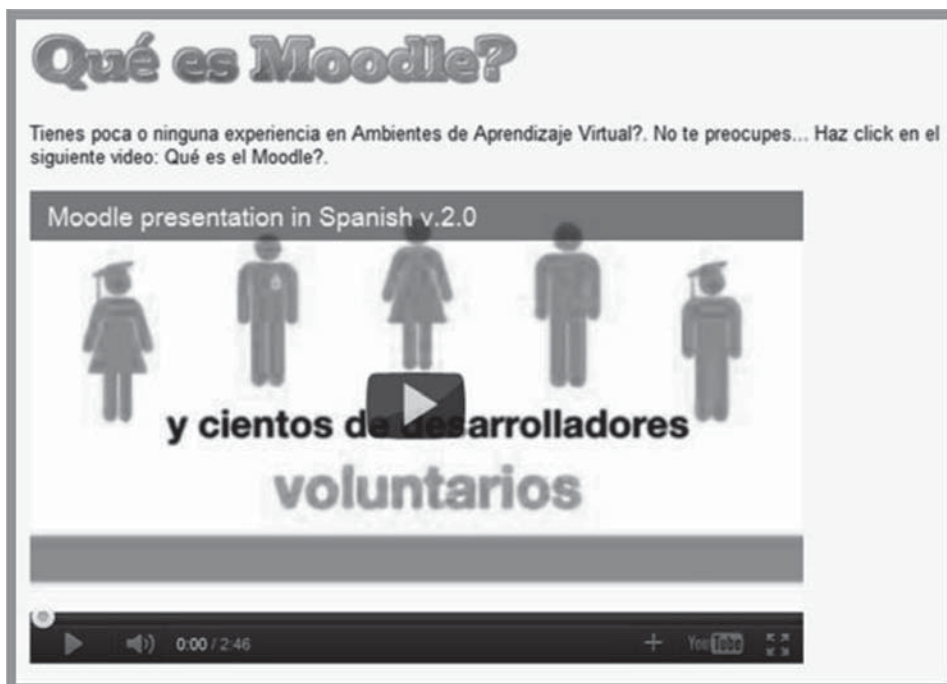 Qué es Moodle?
Tienes poca o ninguna experiencia en Ambientes de Aprendizaje Virtual?. No te preocupes... Haz click en el
siguiente video: Qué es el Moodle?.
Moodle presentation in Spanish v.2.0
y cientos de desarrolladores
voluntarios
0:00 / 2:46
YouTube